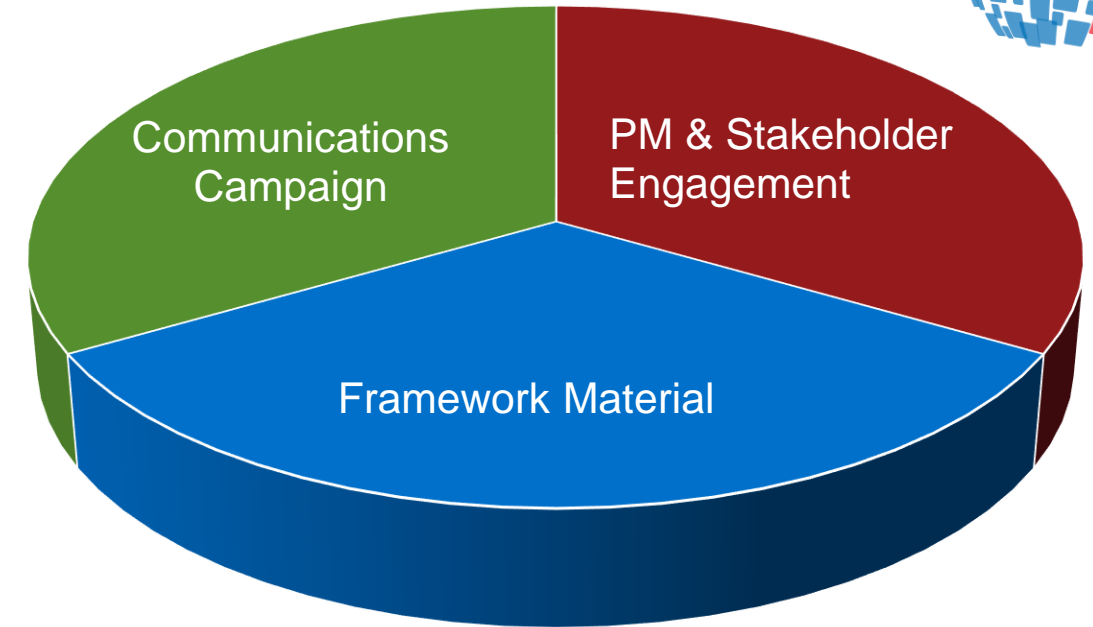 Communications
Campaign
PM & Stakeholder
Engagement
Framework Material